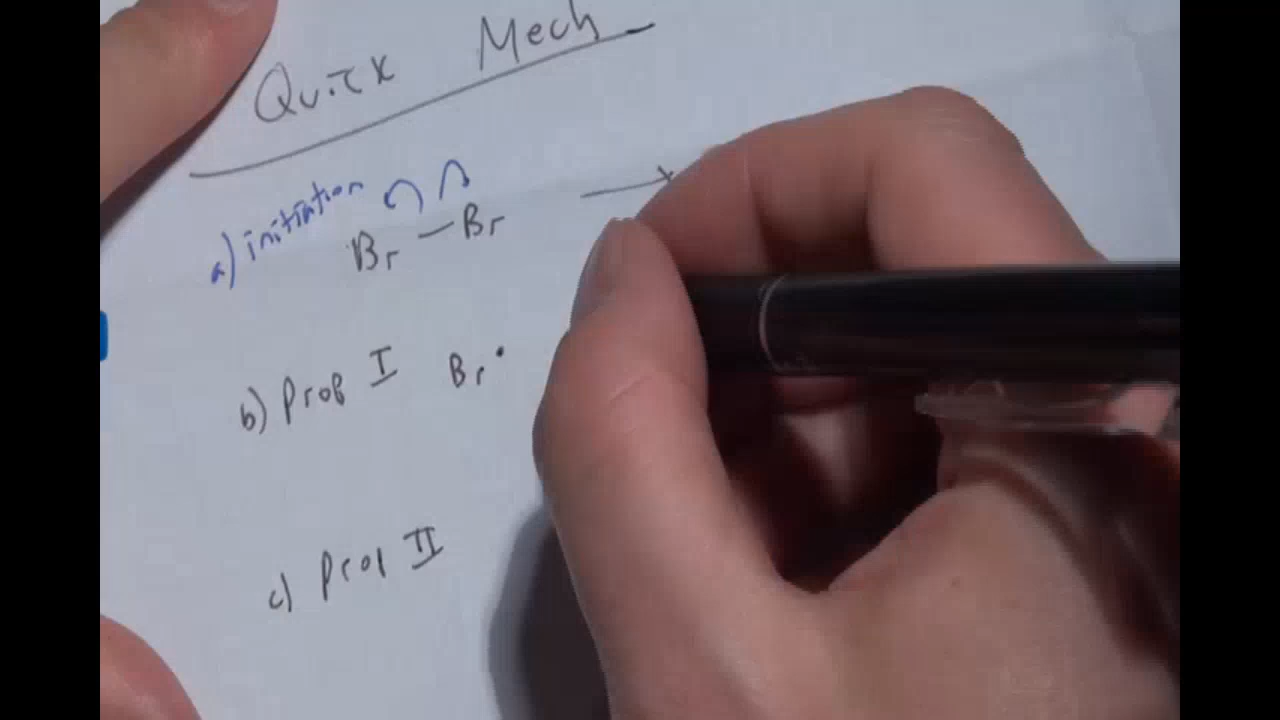 Quick Mech
a) initiation Br — Br →
b) Prop I Br•
c) Prop II